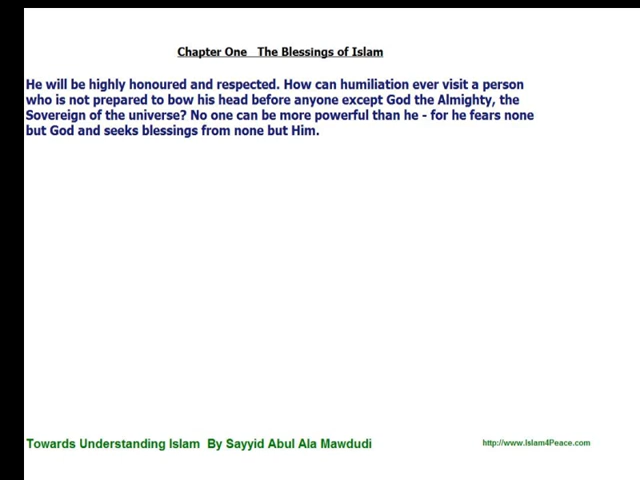 Chapter One The Blessings of Islam
He will be highly honoured and respected. How can humiliation ever visit a person
who is not prepared to bow his head before anyone except God the Almighty, the
Sovereign of the universe? No one can be more powerful than he - for he fears none
but God and seeks blessings from none but Him.
Towards Understanding Islam By Sayyid Abul Ala Mawdudi
http://www.Islam4Peace.com